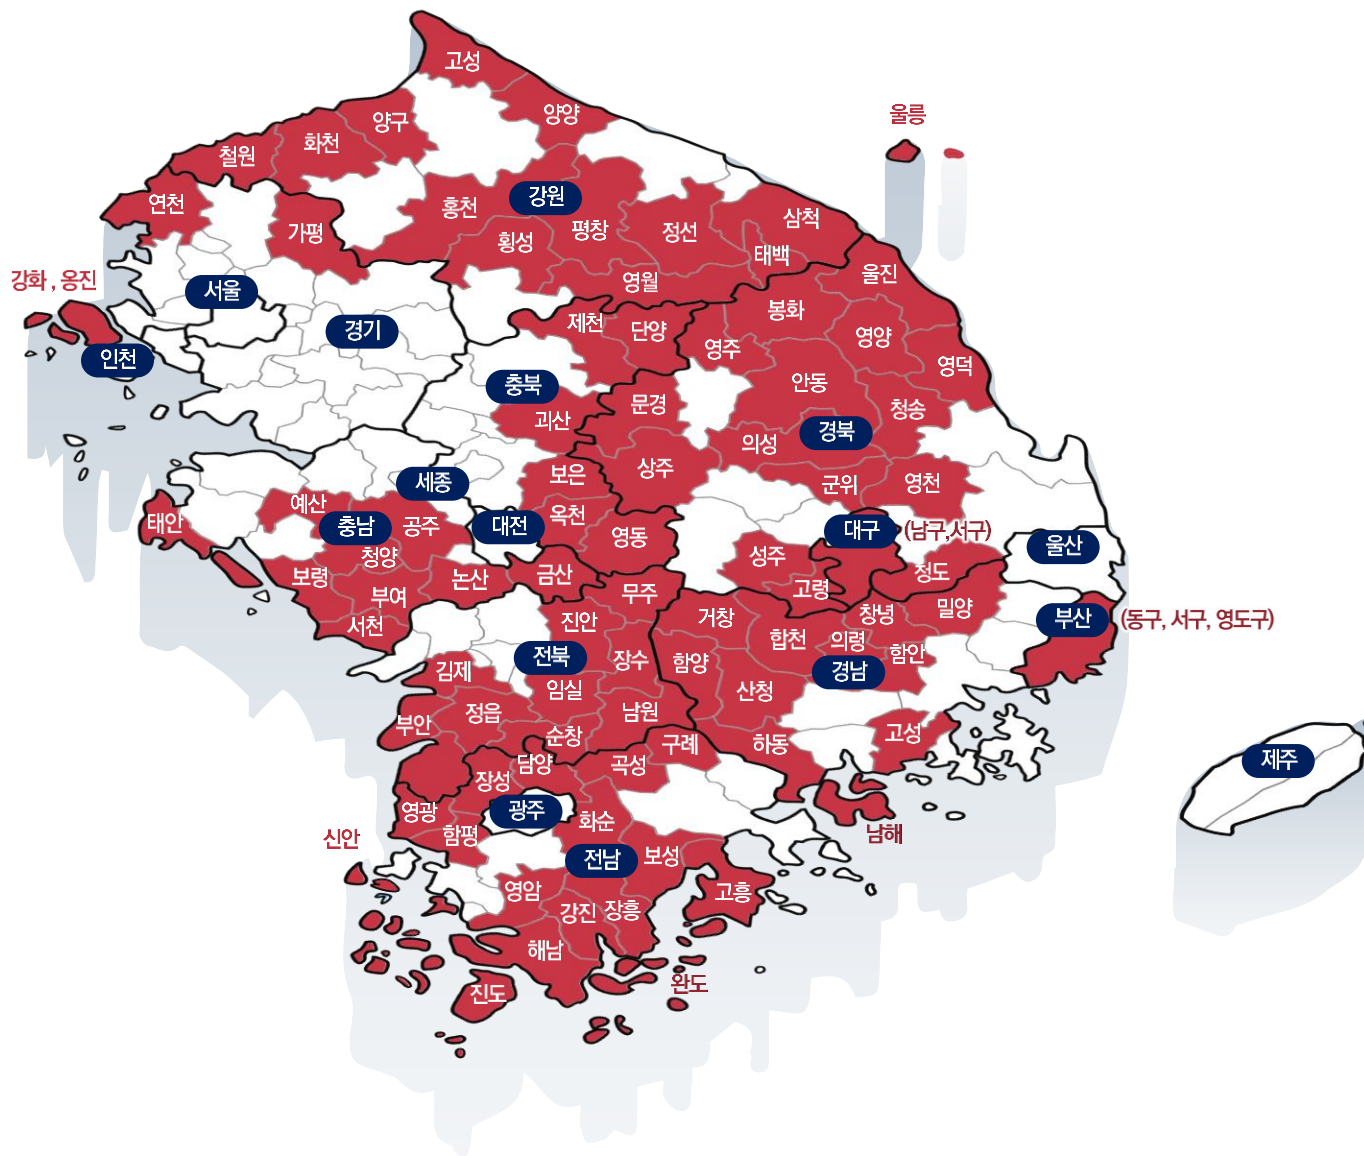 고성
양양
울릉
양구
화천
철원
연천
홍천
강원
가평
횡성
평창
정선
삼척
태백
영월
울진
강화 , 옹진
서울
인천
경기
제천
단양
영주
봉화
영양
영덕
충북
괴산
문경
안동
청송
의성
경북
상주
보은
세종
군위
영천
예산
태안
충남
공주
대전
옥천
영동
대구
(남구,서구)
울산
청양
보령
부여
논산
금산
성주
고령
청도
서천
무주
진안
거창
합천
창녕
의령
밀양
부산
(동구, 서구, 영도구)
전북
장수
함양
경남
함안
김제
임실
산청
부안
정읍
남원
순창
하동
고성
구례
곡성
담양
장성
제주
영광
함평
광주
화순
남해
신안
전남
보성
영암
강진
장흥
고흥
해남
진도
완도